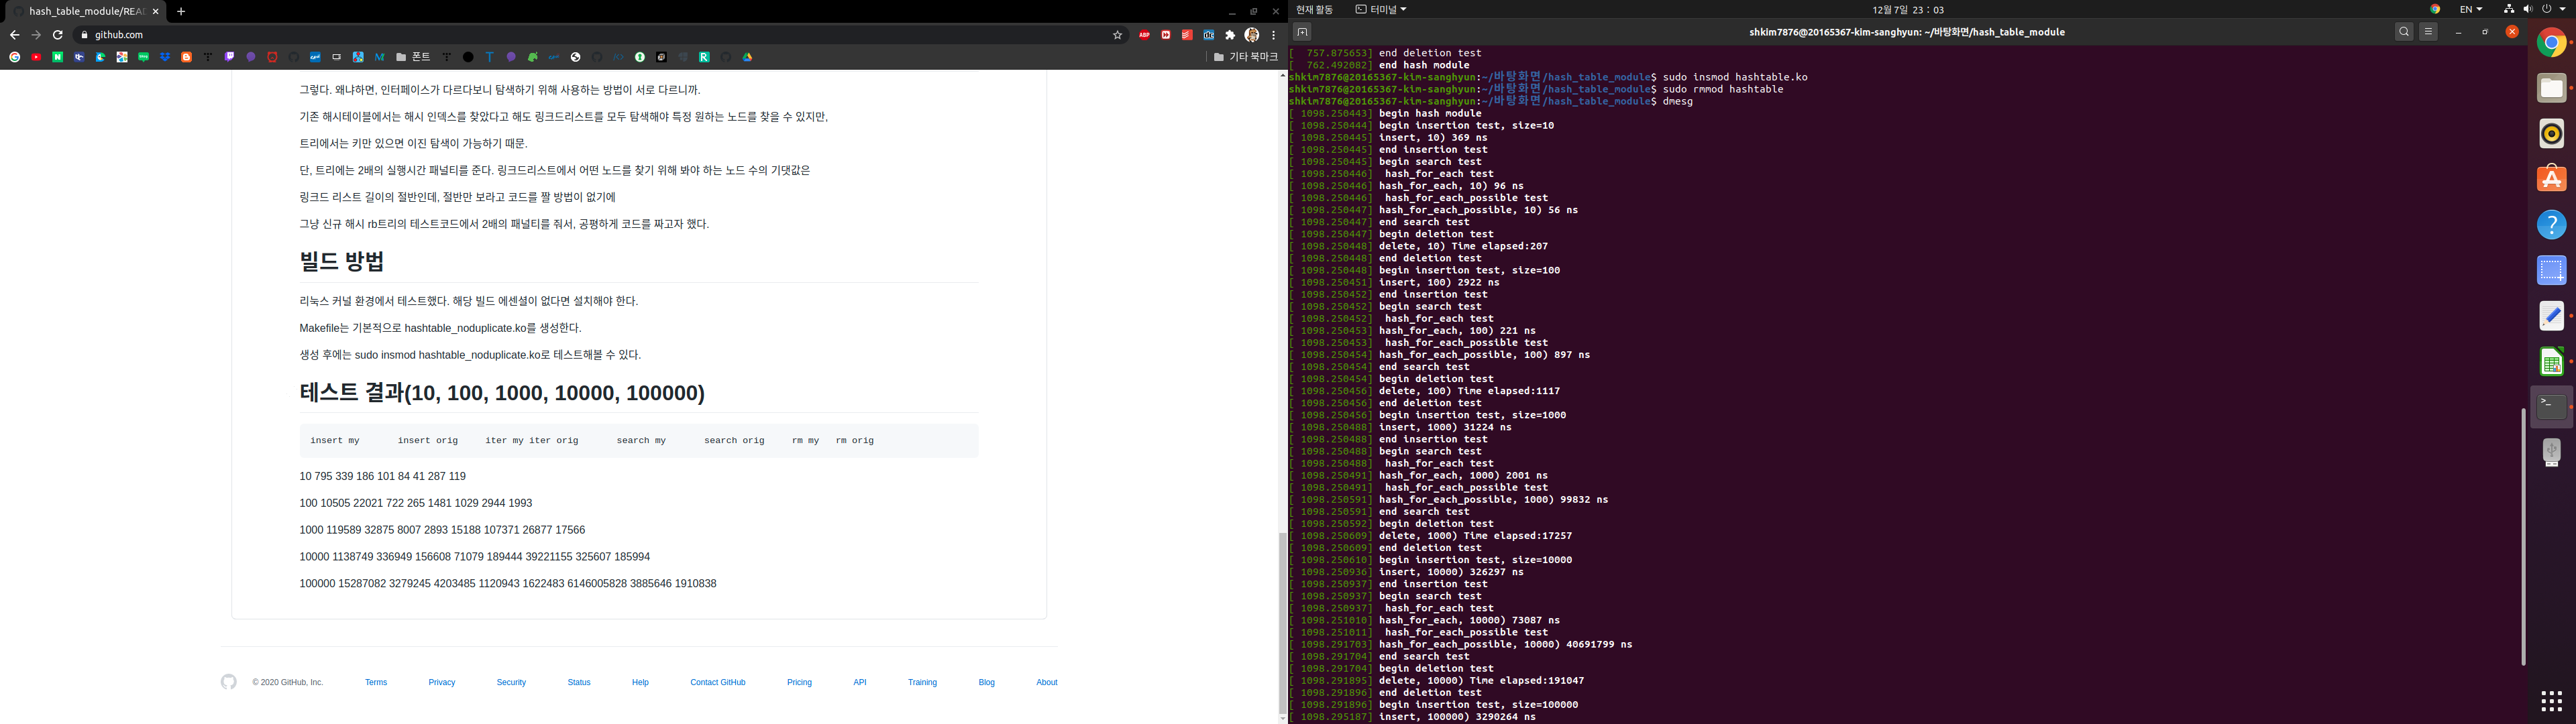 hash_table_module/REA
github.com
폰트
기타 북마크
그렇다. 왜냐하면, 인터페이스가 다르다보니 탐색하기 위해 사용하는 방법이 서로 다르니까.
기존 해시테이블에서는 해시 인덱스를 찾았다고 해도 링크드리스트를 모두 탐색해야 특정 원하는 노드를 찾을 수 있지만,
트리에서는 키만 있으면 이진 탐색이 가능하기 때문.
단, 트리에는 2배의 실행시간 패널티를 준다. 링크드리스트에서 어떤 노드를 찾기 위해 봐야 하는 노드 수의 기댓값은
링크드 리스트 길이의 절반인데, 절반만 보라고 코드를 짤 방법이 없기에
그냥 신규 해시 rb트리의 테스트코드에서 2배의 패널티를 줘서, 공평하게 코드를 짜고자 했다.
빌드 방법
리눅스 커널 환경에서 테스트했다. 해당 빌드 에센셜이 없다면 설치해야 한다.
Makefile는 기본적으로 hashtable_noduplicate.ko를 생성한다.
생성 후에는 sudo insmod hashtable_noduplicate.ko로 테스트해볼 수 있다.
테스트 결과(10, 100, 1000, 10000, 100000)
insert my insert orig iter my iter orig search my search orig rm my rm orig
10 795 339 186 101 84 41 287 119
100 10505 22021 722 265 1481 1029 2944 1993
1000 119589 32875 8007 2893 15188 107371 26877 17566
10000 1138749 336949 156608 71079 189444 39221155 325607 185994
100000 15287082 3279245 4203485 1120943 1622483 6146005828 3885646 1910838
© 2020 GitHub, Inc. Terms Privacy Security Status Help Contact GitHub Pricing API Training Blog About
현재 활동 터미널 12월 7일 23 : 03 EN
shkim7876@20165367-kim-sanghyun: ~/바탕화면/hash_table_module
[  757.875653] end deletion test
[  762.492082] end hash module
shkim7876@20165367-kim-sanghyun:~/바탕화면/hash_table_module$ sudo insmod hashtable.ko
shkim7876@20165367-kim-sanghyun:~/바탕화면/hash_table_module$ sudo rmmod hashtable
shkim7876@20165367-kim-sanghyun:~/바탕화면/hash_table_module$ dmesg
[ 1098.250443] begin hash module
[ 1098.250444] begin insertion test, size=10
[ 1098.250445] insert, 10) 369 ns
[ 1098.250445] end insertion test
[ 1098.250445] begin search test
[ 1098.250446]  hash_for_each test
[ 1098.250446] hash_for_each, 10) 96 ns
[ 1098.250446]  hash_for_each_possible test
[ 1098.250447] hash_for_each_possible, 10) 56 ns
[ 1098.250447] end search test
[ 1098.250447] begin deletion test
[ 1098.250448] delete, 10) Time elapsed:207
[ 1098.250448] end deletion test
[ 1098.250448] begin insertion test, size=100
[ 1098.250451] insert, 100) 2922 ns
[ 1098.250452] end insertion test
[ 1098.250452] begin search test
[ 1098.250452]  hash_for_each test
[ 1098.250453] hash_for_each, 100) 221 ns
[ 1098.250453]  hash_for_each_possible test
[ 1098.250454] hash_for_each_possible, 100) 897 ns
[ 1098.250454] end search test
[ 1098.250454] begin deletion test
[ 1098.250456] delete, 100) Time elapsed:1117
[ 1098.250456] end deletion test
[ 1098.250456] begin insertion test, size=1000
[ 1098.250488] insert, 1000) 31224 ns
[ 1098.250488] end insertion test
[ 1098.250488] begin search test
[ 1098.250488]  hash_for_each test
[ 1098.250491] hash_for_each, 1000) 2001 ns
[ 1098.250491]  hash_for_each_possible test
[ 1098.250591] hash_for_each_possible, 1000) 99832 ns
[ 1098.250591] end search test
[ 1098.250592] begin deletion test
[ 1098.250609] delete, 1000) Time elapsed:17257
[ 1098.250609] end deletion test
[ 1098.250610] begin insertion test, size=10000
[ 1098.250936] insert, 10000) 326297 ns
[ 1098.250937] end insertion test
[ 1098.250937] begin search test
[ 1098.250937]  hash_for_each test
[ 1098.251010] hash_for_each, 10000) 73087 ns
[ 1098.251011]  hash_for_each_possible test
[ 1098.291703] hash_for_each_possible, 10000) 40691799 ns
[ 1098.291704] end search test
[ 1098.291704] begin deletion test
[ 1098.291895] delete, 10000) Time elapsed:191047
[ 1098.291896] end deletion test
[ 1098.291896] begin insertion test, size=100000
[ 1098.295187] insert, 100000) 3290264 ns